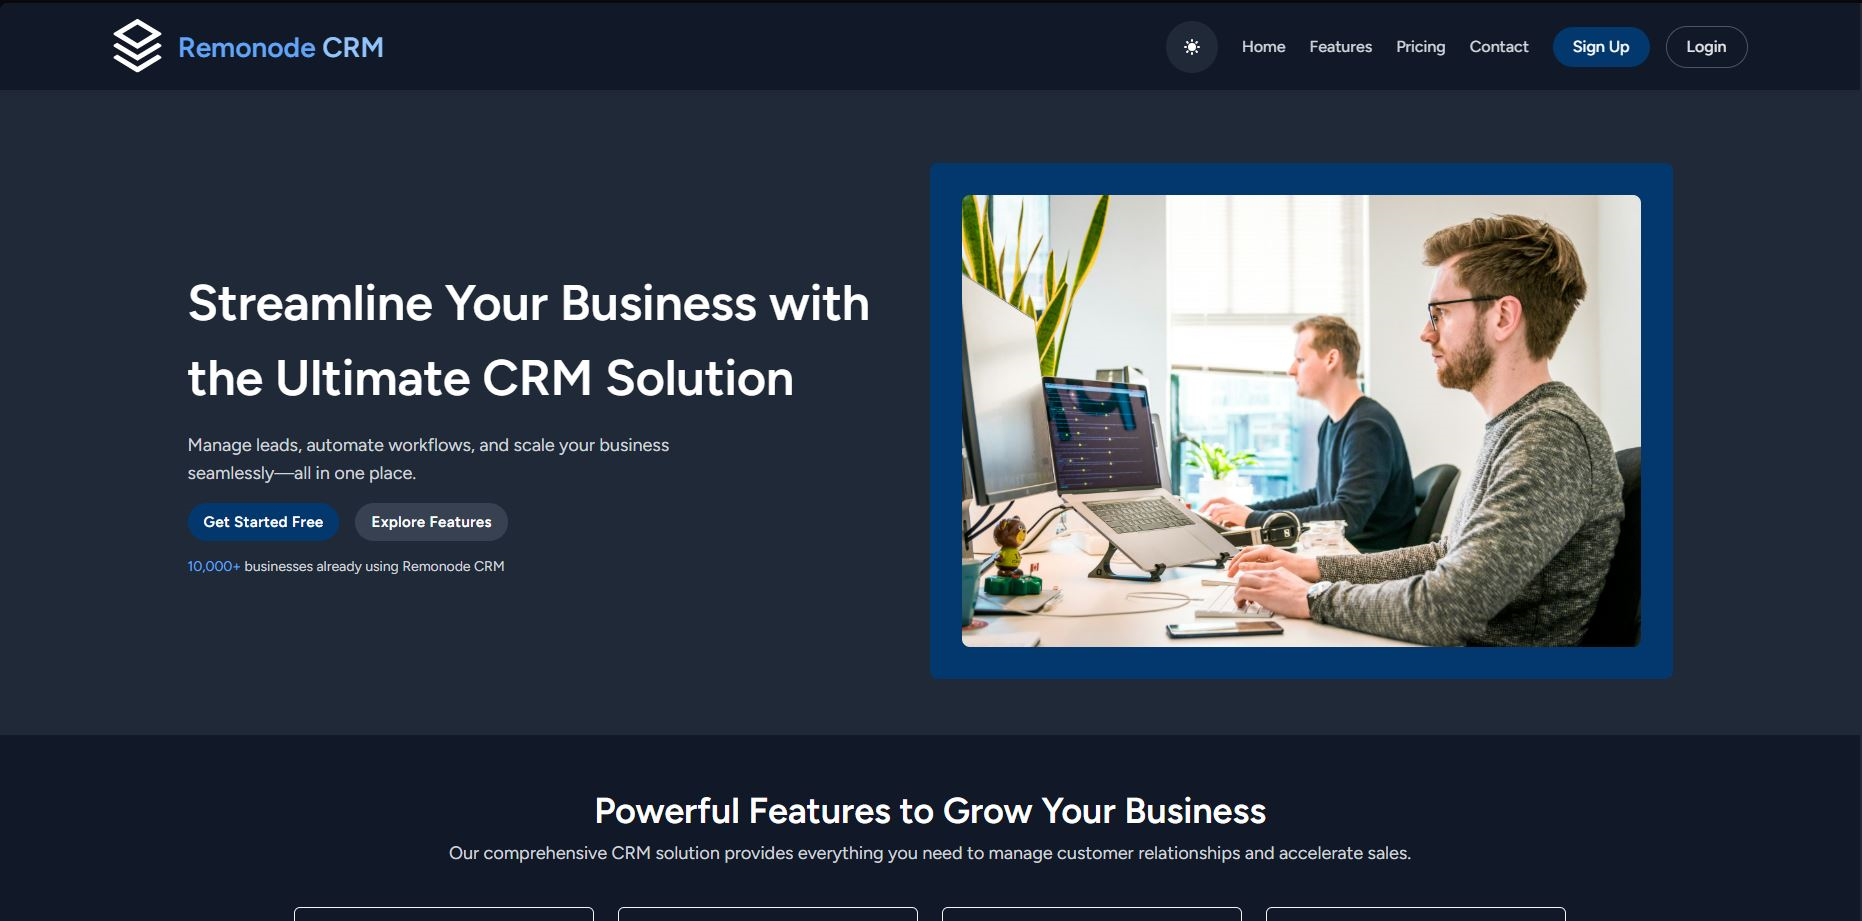 Remonode CRM
Home
Features
Pricing
Contact
Sign Up
Login
Streamline Your Business with
the Ultimate CRM Solution
Manage leads, automate workflows, and scale your business
seamlessly—all in one place.
Get Started Free
Explore Features
10,000+ businesses already using Remonode CRM
Powerful Features to Grow Your Business
Our comprehensive CRM solution provides everything you need to manage customer relationships and accelerate sales.